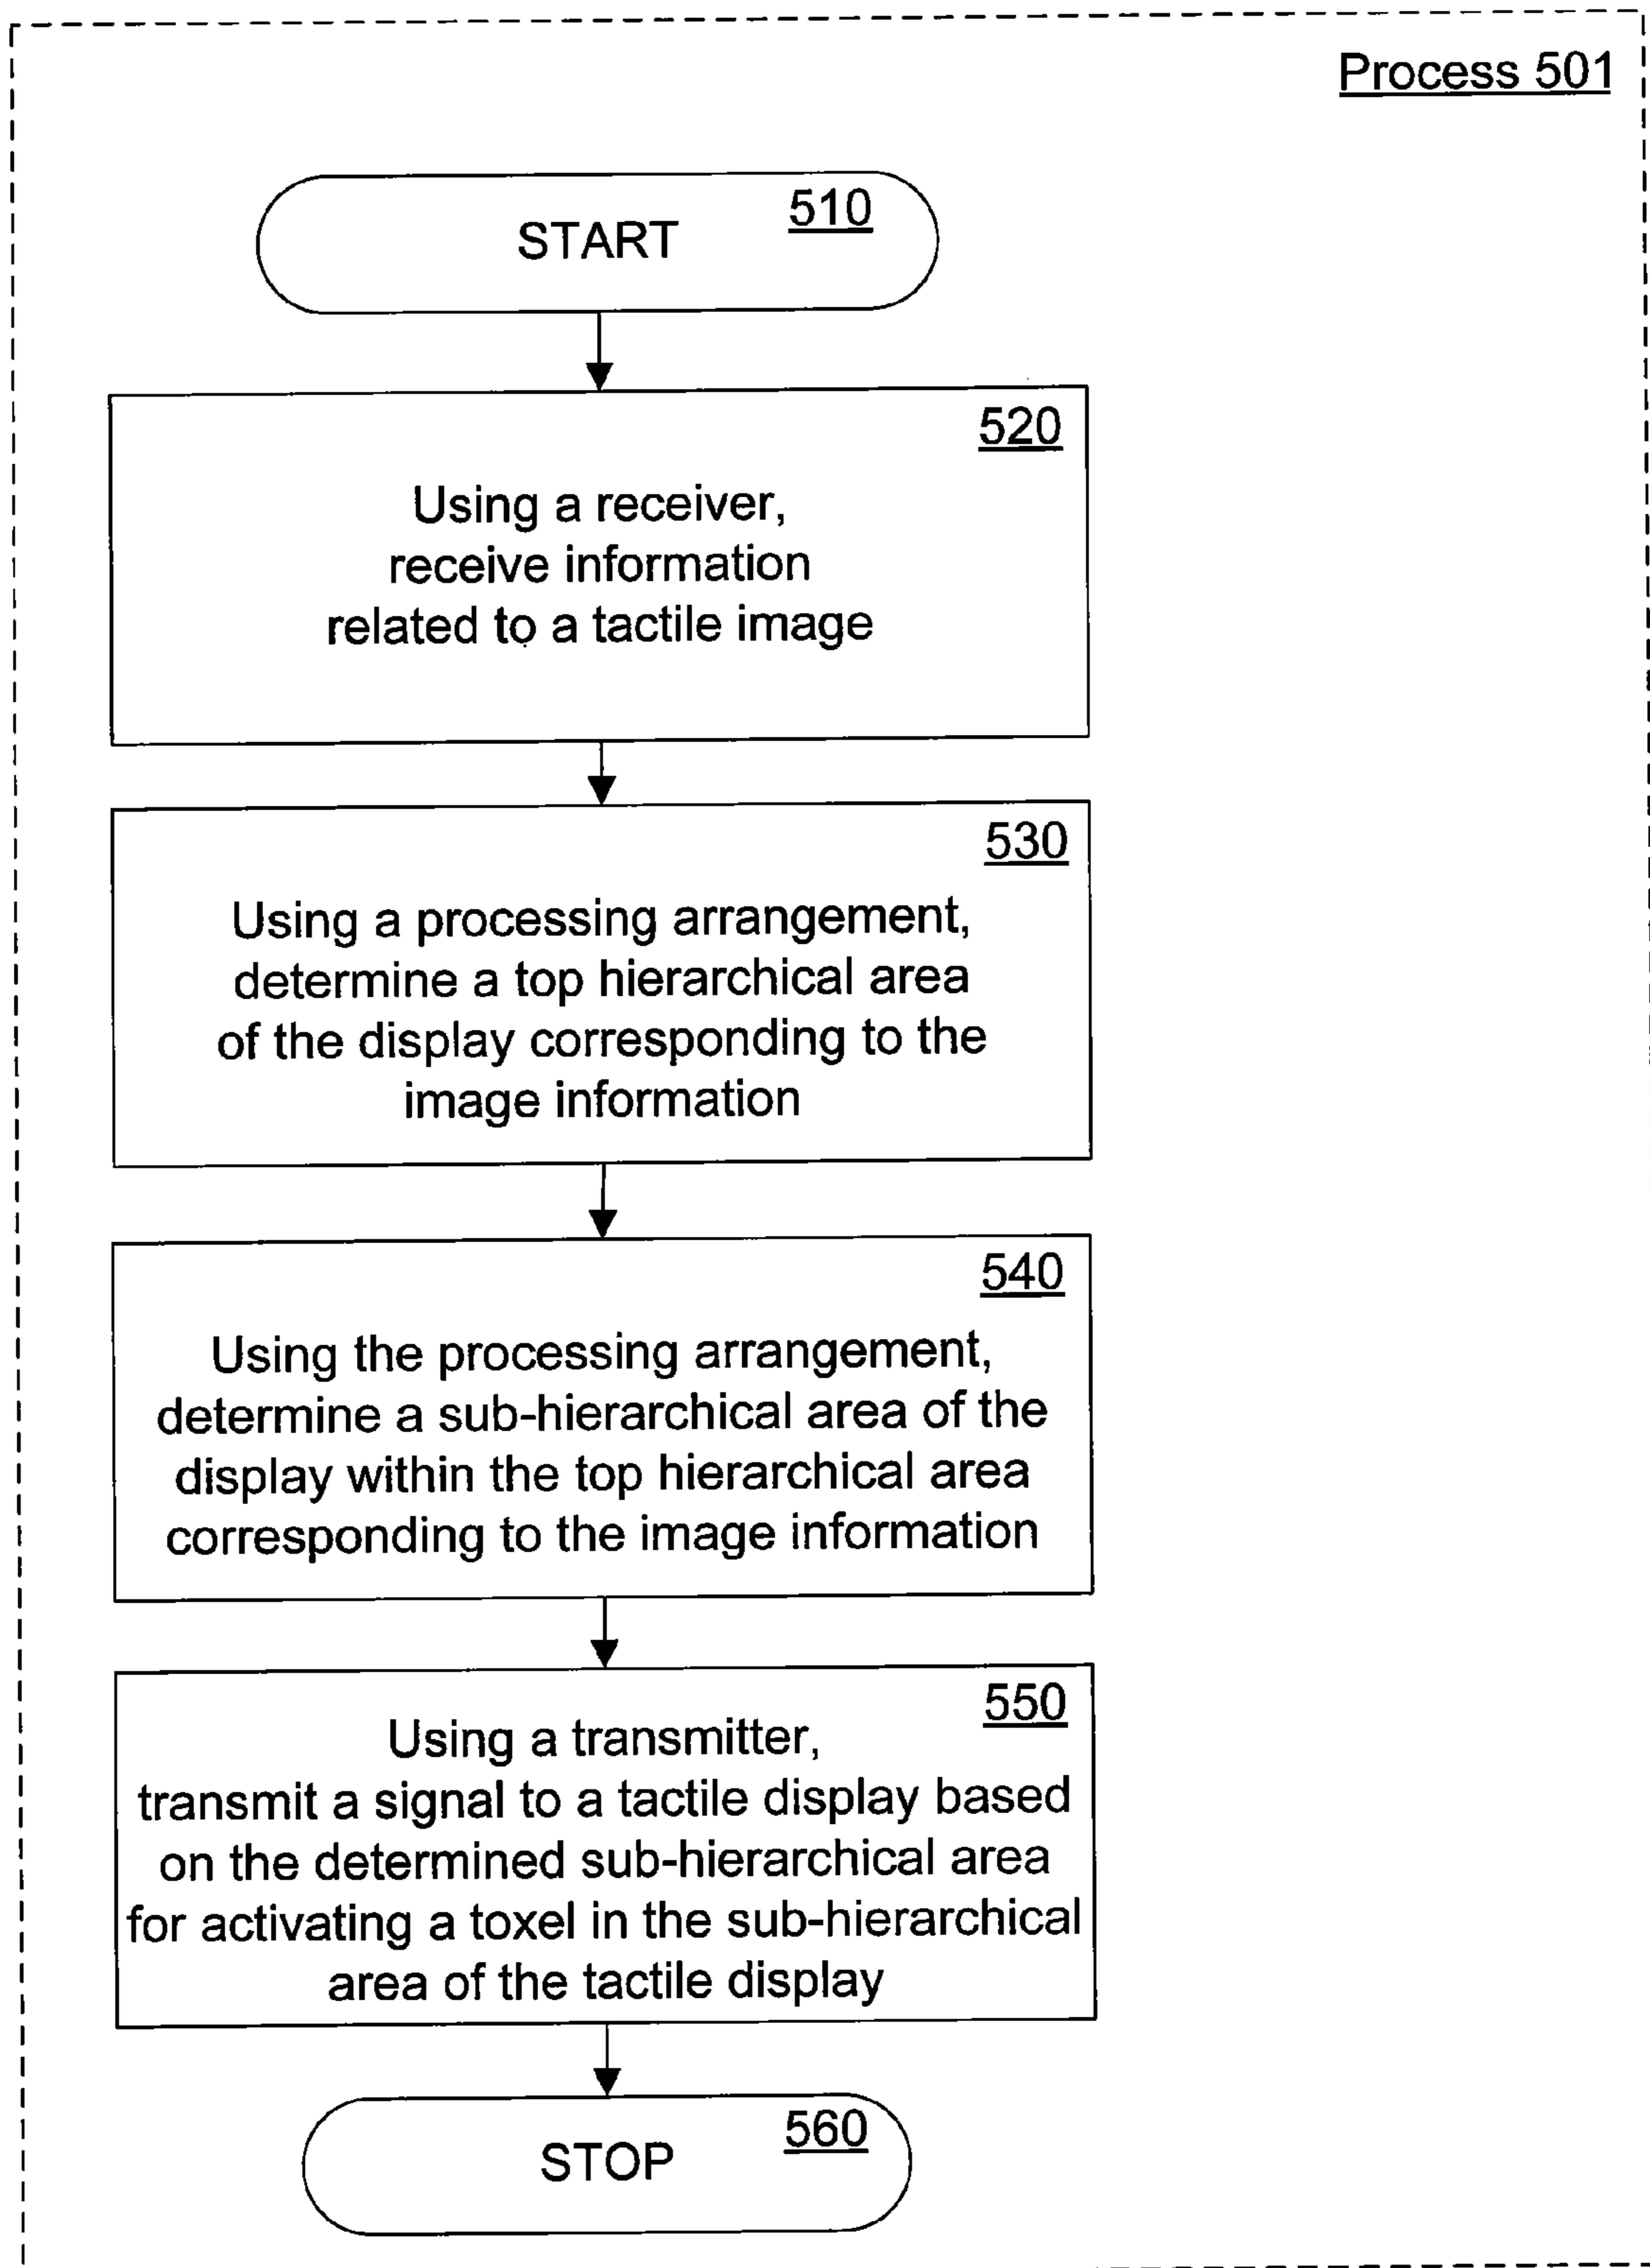 Process 501
510
START
520
Using a receiver,
receive information
related to a tactile image
530
Using a processing arrangement,
determine a top hierarchical area
of the display corresponding to the
image information
540
Using the processing arrangement,
determine a sub-hierarchical area of the
display within the top hierarchical area
corresponding to the image information
550
Using a transmitter,
transmit a signal to a tactile display based
on the determined sub-hierarchical area
for activating a toxel in the sub-hierarchical
area of the tactile display
560
STOP